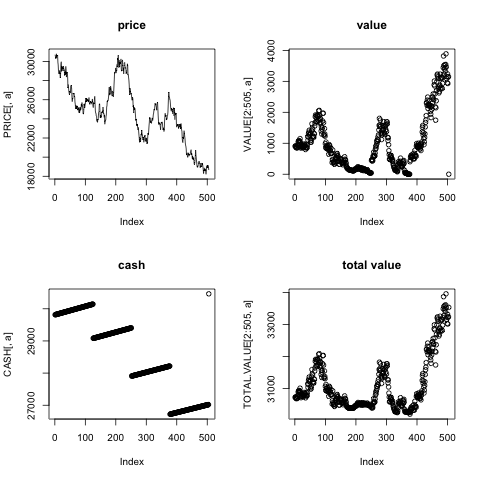 price
PRICE[, a]
18000 22000 26000 30000
0 100 200 300 400 500
Index
value
VALUE[2:505, a]
0 1000 2000 3000 4000
0 100 200 300 400 500
Index
cash
CASH[, a]
27000 29000
0 100 200 300 400 500
Index
total value
TOTAL.VALUE[2:505, a]
31000 33000
0 100 200 300 400 500
Index